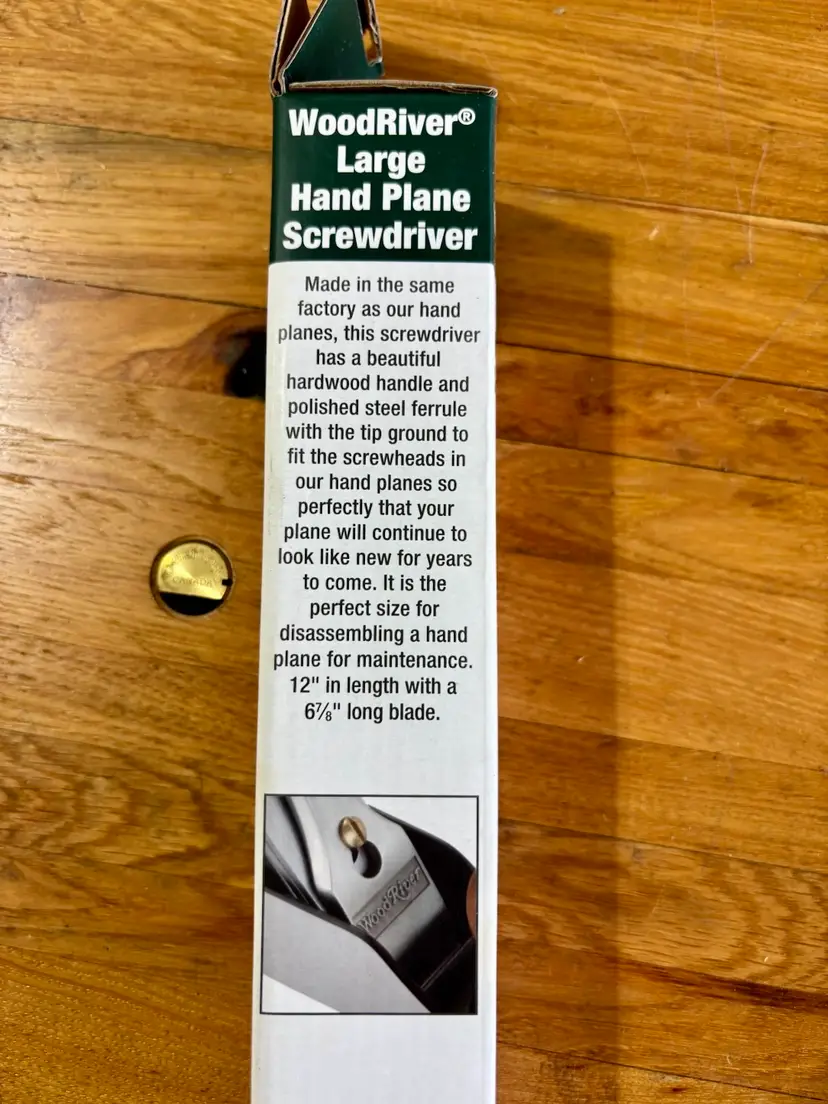 WoodRiver®
Large
Hand Plane
Screwdriver
Made in the same
factory as our hand
planes, this screwdriver
has a beautiful
hardwood handle and
polished steel ferrule
with the tip ground to
fit the screwheads in
our hand planes so
perfectly that your
plane will continue to
look like new for years
to come. It is the
perfect size for
disassembling a hand
plane for maintenance.
12" in length with a
6⅞" long blade.
CANADA
WoodRiver